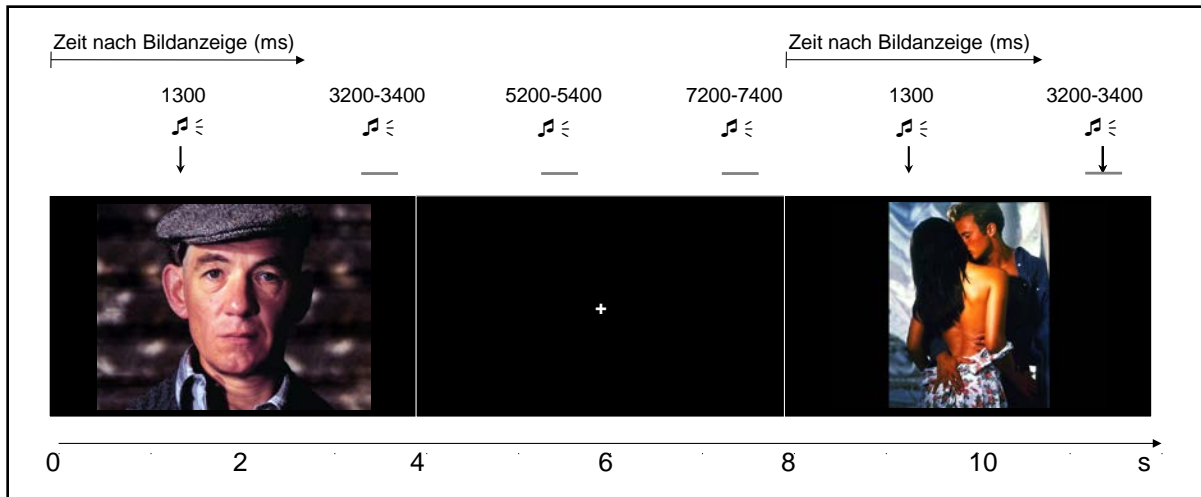 Zeit nach Bildanzeige (ms) Zeit nach Bildanzeige (ms)
1300 3200-3400 5200-5400 7200-7400 1300 3200-3400
0 2 4 6 8 10 s